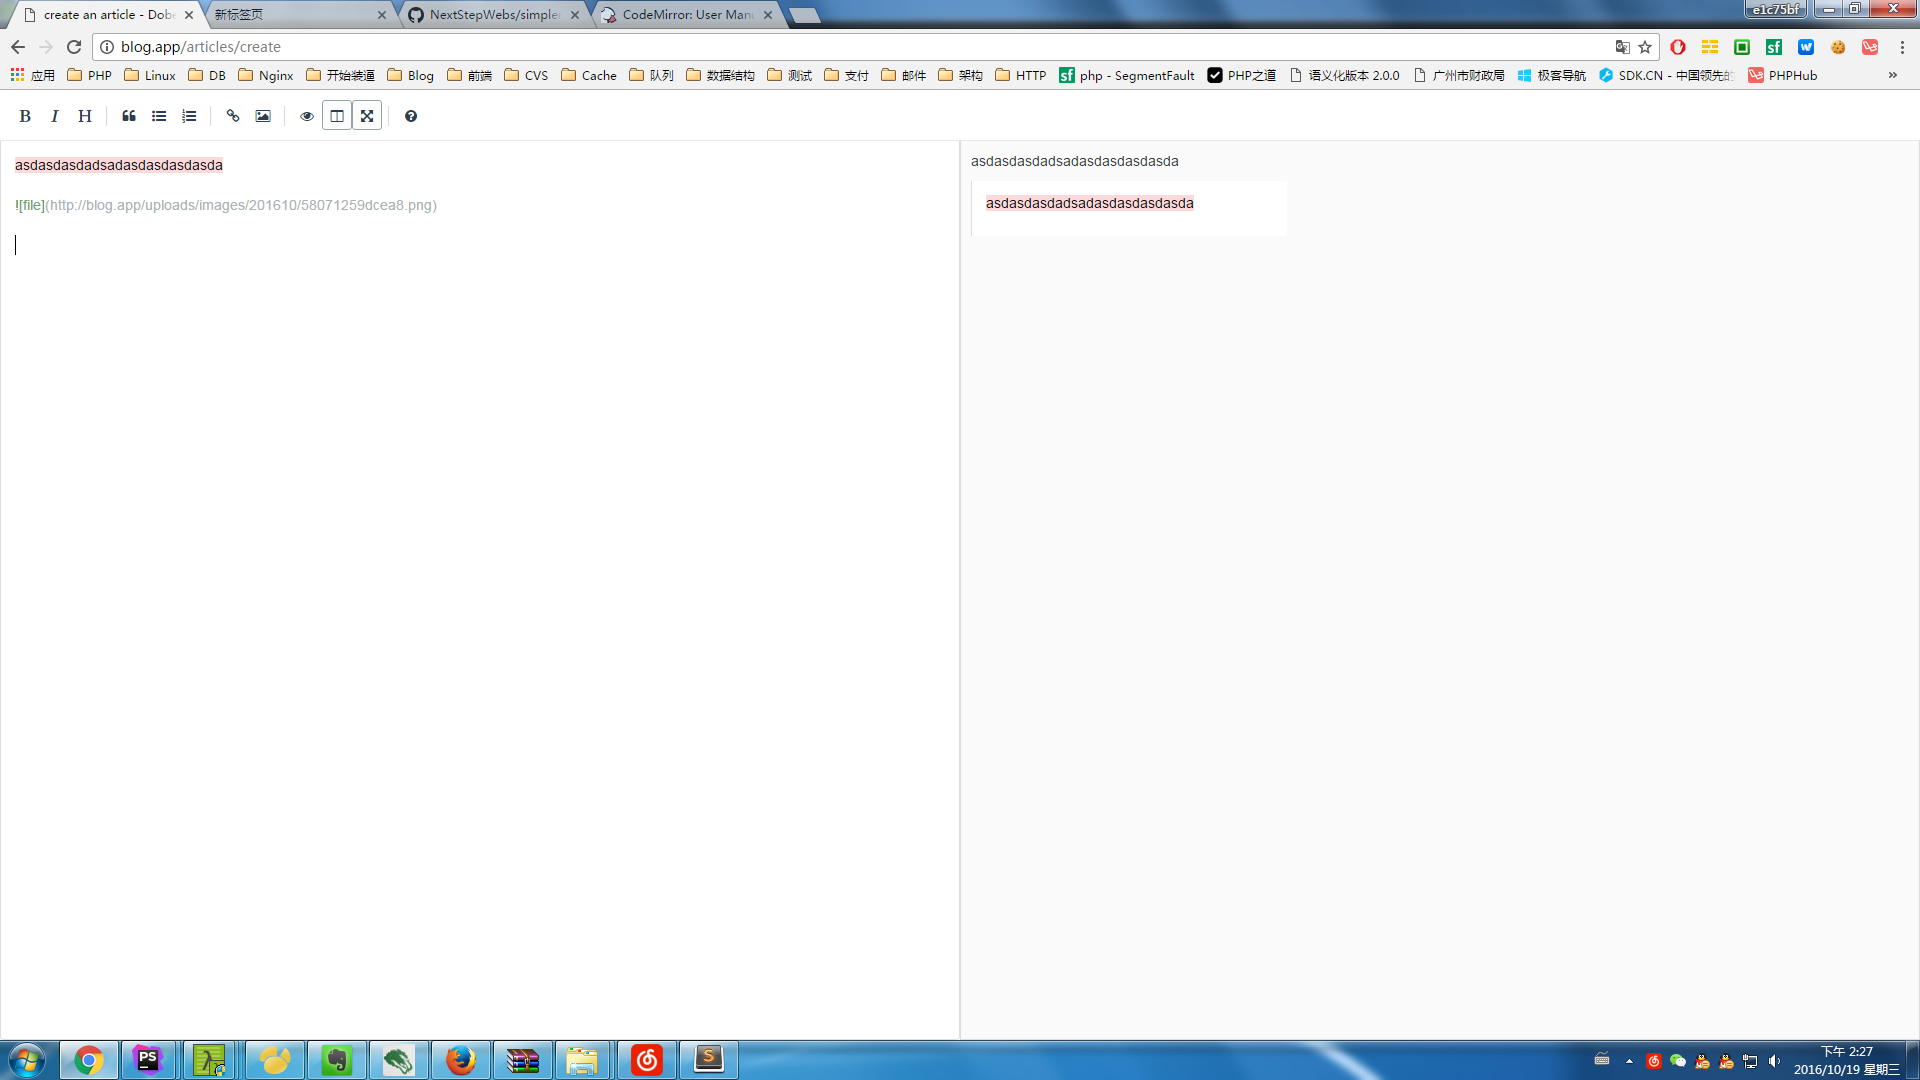 create an article - Dob
新标签页
NextStepWebs/simple
CodeMirror: User Man
e1c75bf
blog.app/articles/create
应用
PHP
Linux
DB
Nginx
开始装逼
Blog
前端
CVS
Cache
队列
数据结构
测试
支付
邮件
架构
HTTP
sf php - SegmentFault
PHP之道
语义化版本 2.0.0
广州市财政局
极客导航
SDK.CN - 中国领先的
PHPHub
»
B I H
asdasdasdadsadasdasdasdasda
![file](http://blog.app/uploads/images/201610/58071259dcea8.png)
asdasdasdadsadasdasdasdasda
asdasdasdadsadasdasdasdasda
PS
S
下午 2:27
2016/10/19 星期三